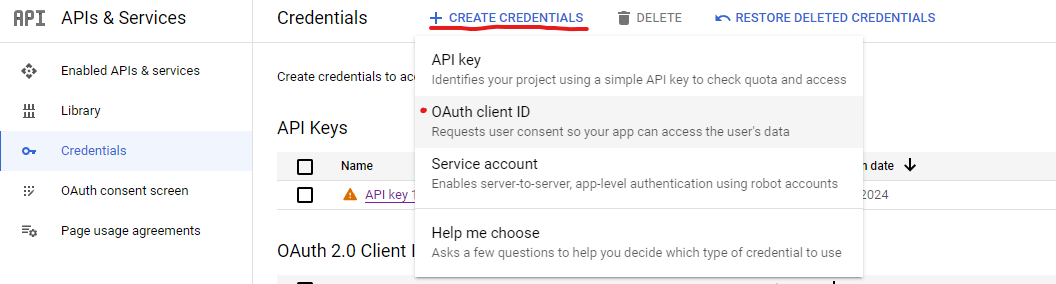 API APIs & Services
Enabled APIs & services
Library
Credentials
OAuth consent screen
Page usage agreements
Credentials
+ CREATE CREDENTIALS
DELETE
RESTORE DELETED CREDENTIALS
Create credentials to
API key
Identifies your project using a simple API key to check quota and access
OAuth client ID
Requests user consent so your app can access the user's data
Service account
Enables server-to-server, app-level authentication using robot accounts
Help me choose
Asks a few questions to help you decide which type of credential to use
API Keys
Name
date
API key
2024
OAuth 2.0 Client